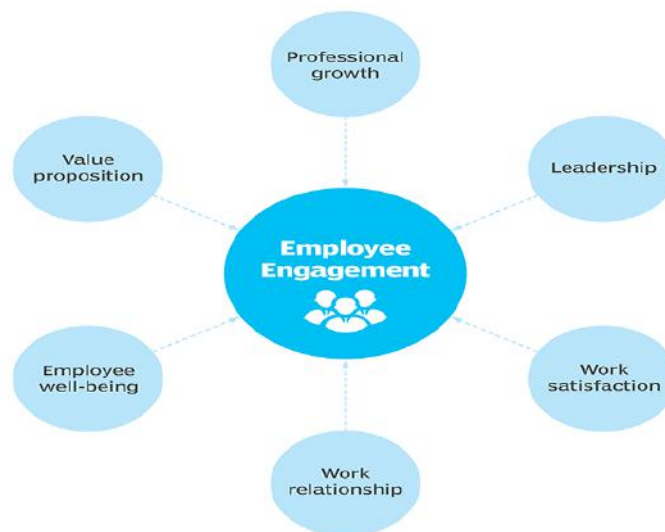 Professional
growth
Value
proposition
Leadership
Employee
Engagement
Employee
well-being
Work
satisfaction
Work
relationship